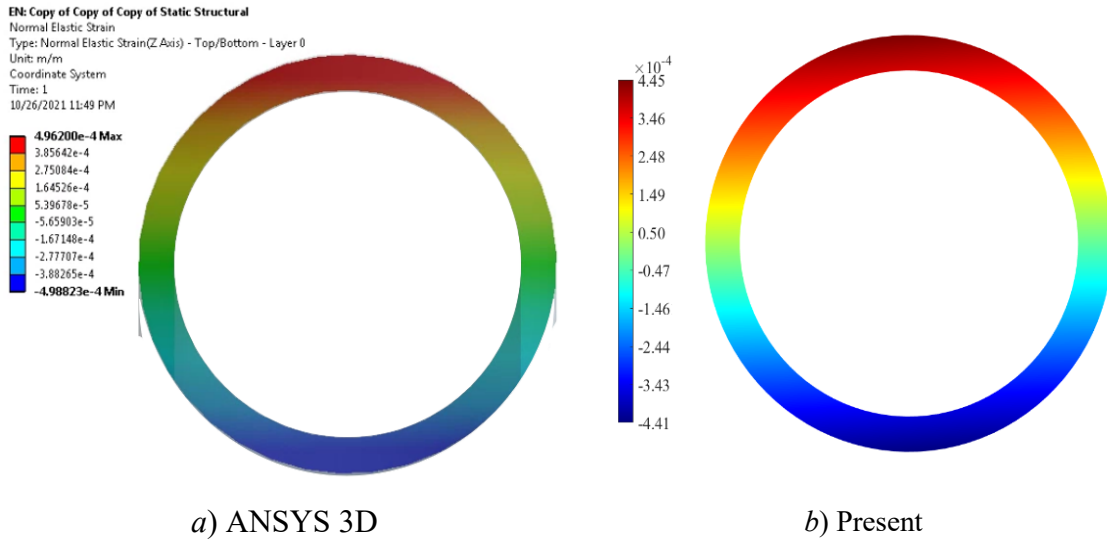 EN: Copy of Copy of Copy of Static Structural
Normal Elastic Strain
Type: Normal Elastic Strain(Z Axis) - Top/Bottom - Layer 0
Unit: m/m
Coordinate System
Time: 1
10/26/2021 11:49 PM
4.96200e-4 Max
3.85642e-4
2.75084e-4
1.64526e-4
5.39678e-5
-5.65903e-5
-1.67148e-4
-2.77707e-4
-3.88265e-4
-4.98823e-4 Min
×10⁻⁴
4.45
3.46
2.48
1.49
0.50
-0.47
-1.46
-2.44
-3.43
-4.41
a) ANSYS 3D
b) Present